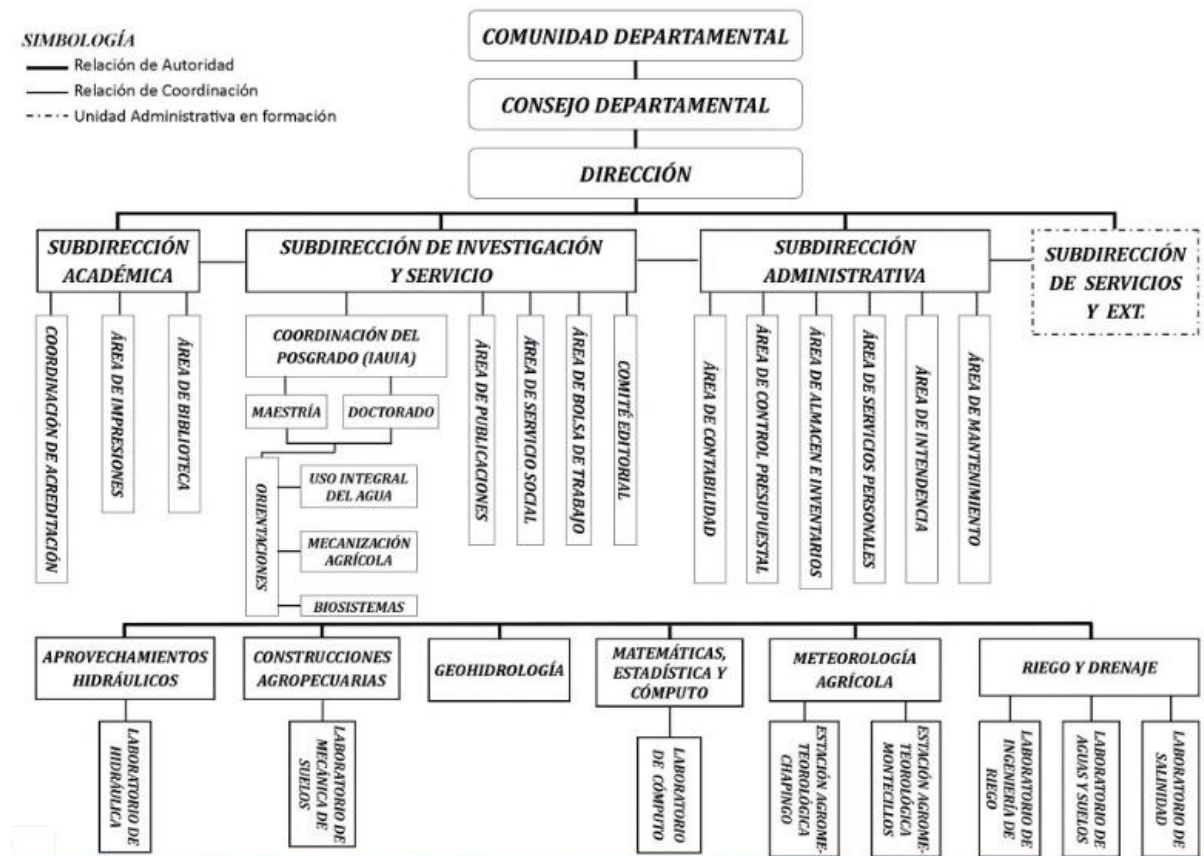 SIMBOLOGÍA
Relación de Autoridad
Relación de Coordinación
Unidad Administrativa en formación
COMUNIDAD DEPARTAMENTAL
CONSEJO DEPARTAMENTAL
DIRECCIÓN
SUBDIRECCIÓN
ACADÉMICA
SUBDIRECCIÓN DE INVESTIGACIÓN
Y SERVICIO
SUBDIRECCIÓN
ADMINISTRATIVA
SUBDIRECCIÓN
DE SERVICIOS
Y EXT.
COORDINACIÓN DE ACREDITACIÓN
ÁREA DE IMPRESIONES
ÁREA DE BIBLIOTECA
COORDINACIÓN DEL
POSGRADO (IAUIA)
MAESTRÍA
DOCTORADO
ORIENTACIONES
USO INTEGRAL
DEL AGUA
MECANIZACIÓN
AGRÍCOLA
BIOSISTEMAS
ÁREA DE PUBLICACIONES
ÁREA DE SERVICIO SOCIAL
ÁREA DE BOLSA DE TRABAJO
COMITÉ EDITORIAL
ÁREA DE CONTABILIDAD
ÁREA DE CONTROL PRESUPUESTAL
ÁREA DE ALMACEN E INVENTARIOS
ÁREA DE SERVICIOS PERSONALES
ÁREA DE INTENDENCIA
ÁREA DE MANTENIMIENTO
APROVECHAMIENTOS
HIDRÁULICOS
CONSTRUCCIONES
AGROPECUARIAS
GEOHIDROLOGÍA
MATEMÁTICAS,
ESTADÍSTICA Y
CÓMPUTO
METEOROLOGÍA
AGRÍCOLA
RIEGO Y DRENAJE
LABORATORIO DE
HIDRÁULICA
LABORATORIO DE
MECÁNICA DE
SUELOS
LABORATORIO
DE CÓMPUTO
ESTACIÓN AGROME-
TEOROLÓGICA
CHAPINGO
ESTACIÓN AGROME-
TEOROLÓGICA
MONTECILLOS
LABORATORIO DE
INGENIERÍA DE
RIEGO
LABORATORIO DE
AGUAS Y SUELOS
LABORATORIO DE
SALINIDAD